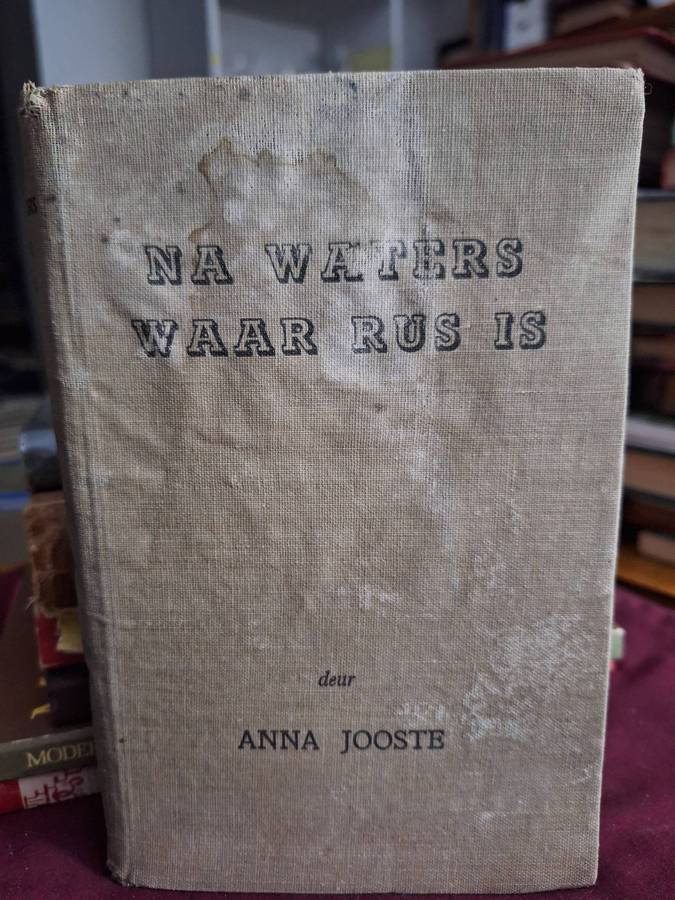 NA WATERS
WAAR RUS IS
deur
ANNA JOOSTE